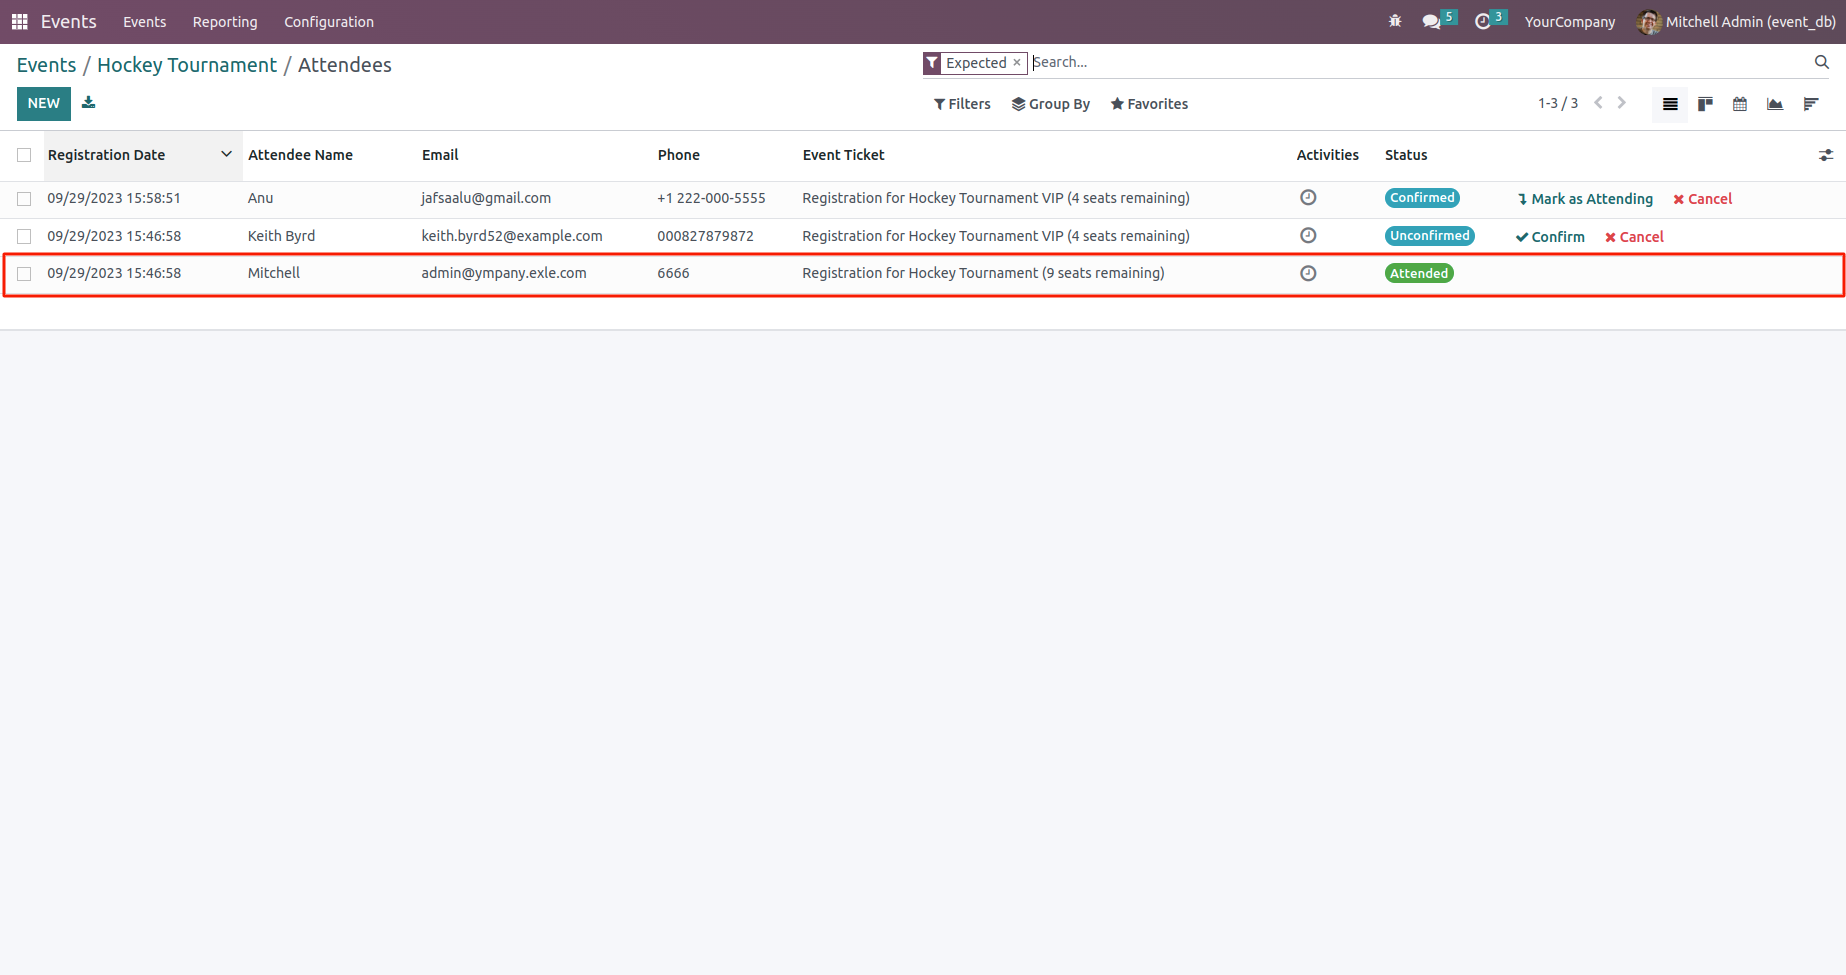 Events Events Reporting Configuration 5 3 YourCompany Mitchell Admin (event_db)
Events / Hockey Tournament / Attendees Expected × Search...
NEW Filters Group By Favorites 1-3 / 3
Registration Date Attendee Name Email Phone Event Ticket Activities Status
09/29/2023 15:58:51 Anu jafsaalu@gmail.com +1 222-000-5555 Registration for Hockey Tournament VIP (4 seats remaining) Confirmed Mark as Attending Cancel
09/29/2023 15:46:58 Keith Byrd keith.byrd52@example.com 000827879872 Registration for Hockey Tournament VIP (4 seats remaining) Unconfirmed Confirm Cancel
09/29/2023 15:46:58 Mitchell admin@ympany.exle.com 6666 Registration for Hockey Tournament (9 seats remaining) Attended